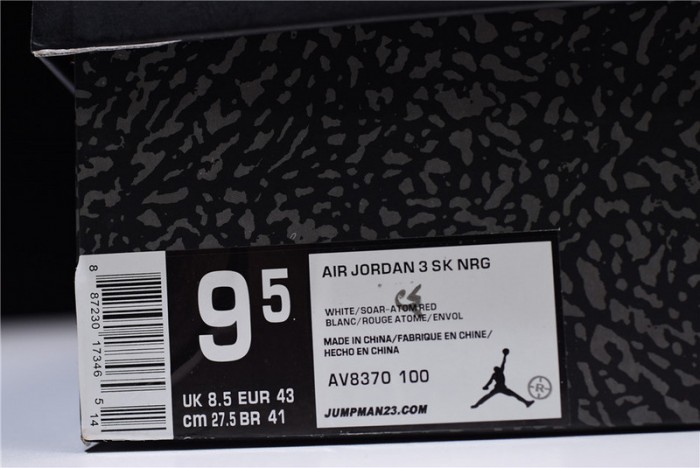 8 87230 17346 5 14
9
5
UK 8.5 EUR 43
cm 27.5 BR 41
AIR JORDAN 3 SK NRG
WHITE/SOAR-ATOM RED
BLANC/ROUGE ATOME/ENVOL
MADE IN CHINA/FABRIQUE EN CHINE/
HECHO EN CHINA
AV8370 100
JUMPMAN23.COM
R